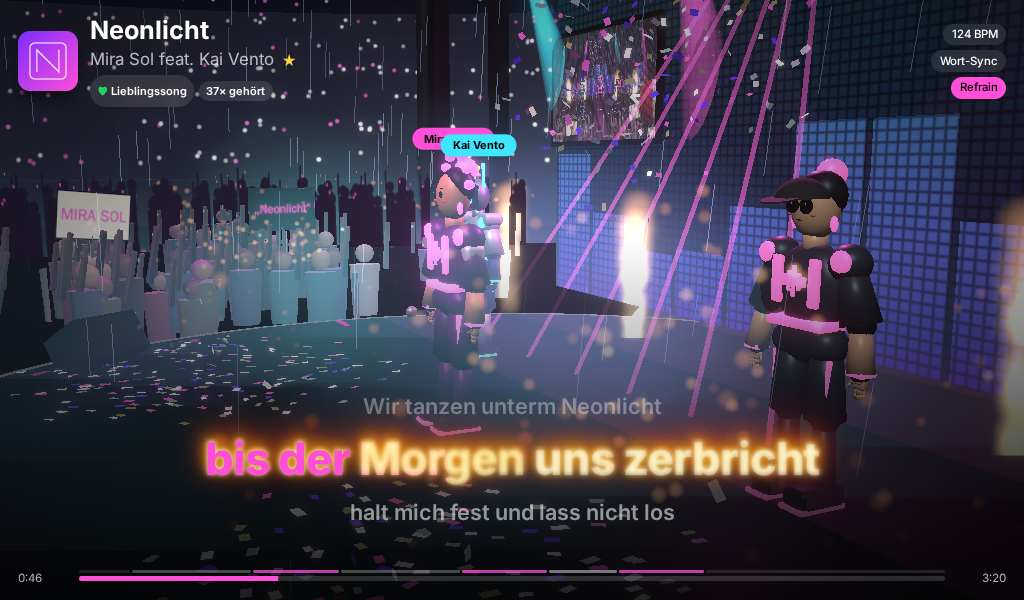 Neonlicht
Mira Sol feat. Kai Vento ★
Lieblingssong
37× gehört
124 BPM
Wort-Sync
Refrain
Kai Vento
MIRA SOL
„Neonlicht“
Wir tanzen unterm Neonlicht
bis der Morgen uns zerbricht
halt mich fest und lass nicht los
0:46
3:20